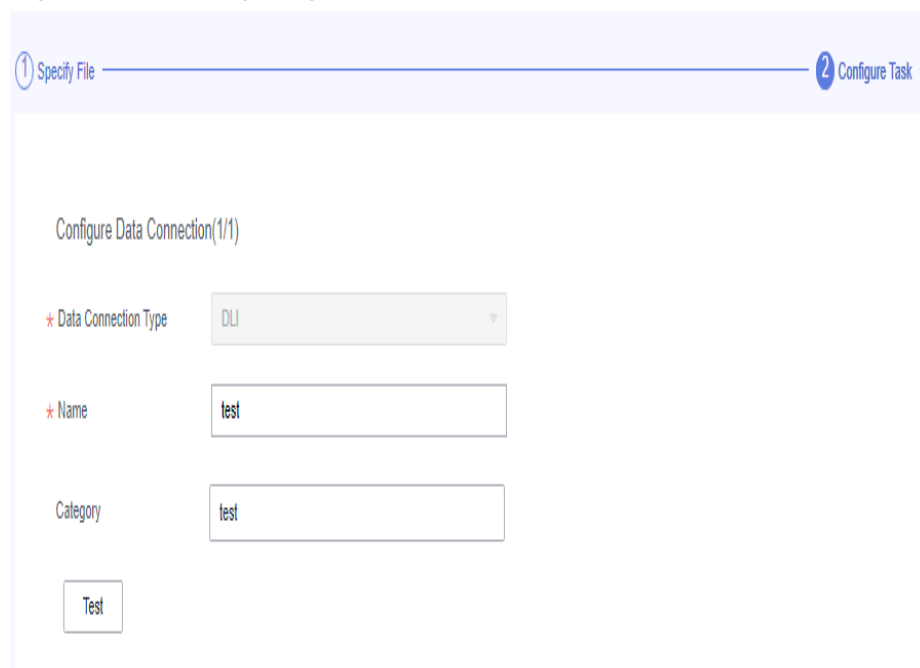 1 Specify File 2 Configure Task
Configure Data Connection(1/1)
* Data Connection Type DLI
* Name test
Category test
Test